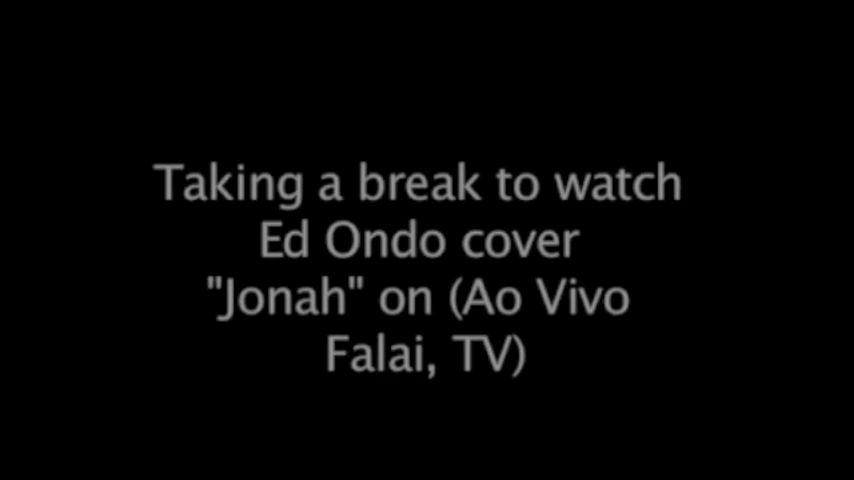 Taking a break to watch
Ed Ondo cover
"Jonah" on (Ao Vivo
Falai, TV)